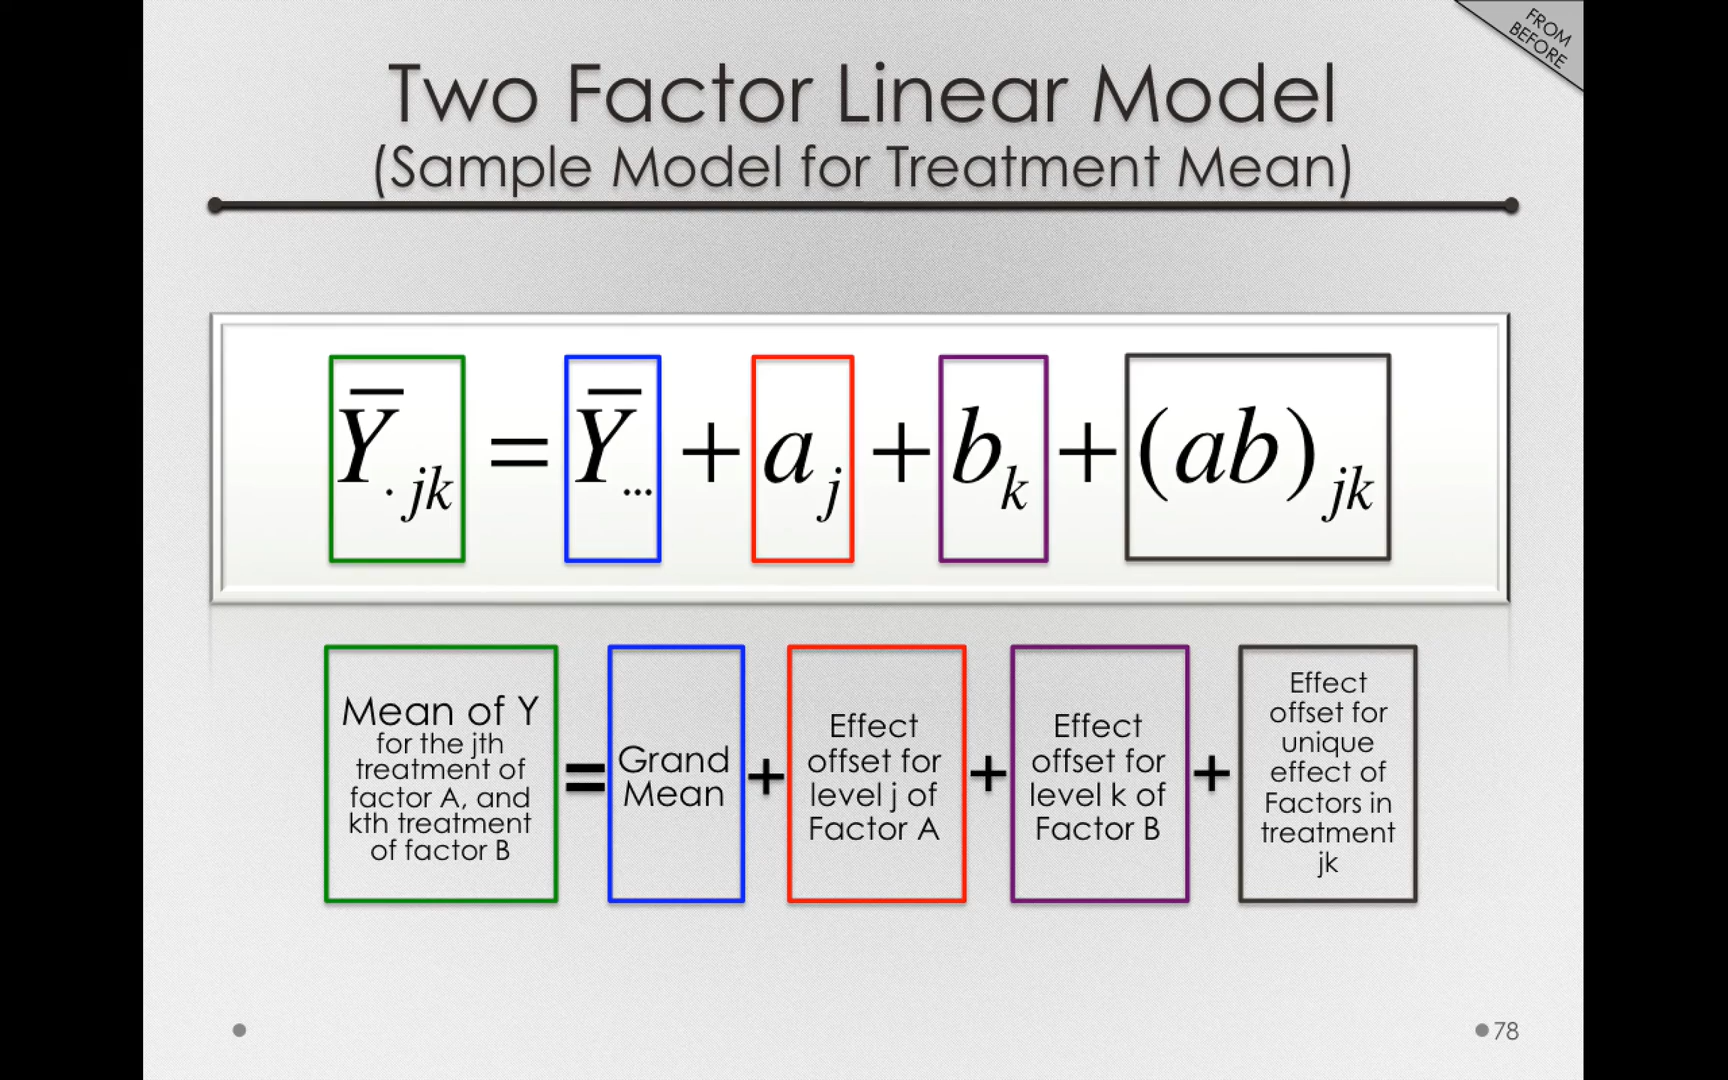 FROM
BEFORE
Two Factor Linear Model
(Sample Model for Treatment Mean)
Ȳ.jk = Ȳ... + aj + bk + (ab)jk
Mean of Y
for the jth
treatment of
factor A, and
kth treatment
of factor B
=
Grand
Mean
+
Effect
offset for
level j of
Factor A
+
Effect
offset for
level k of
Factor B
+
Effect
offset for
unique
effect of
Factors in
treatment
jk
78